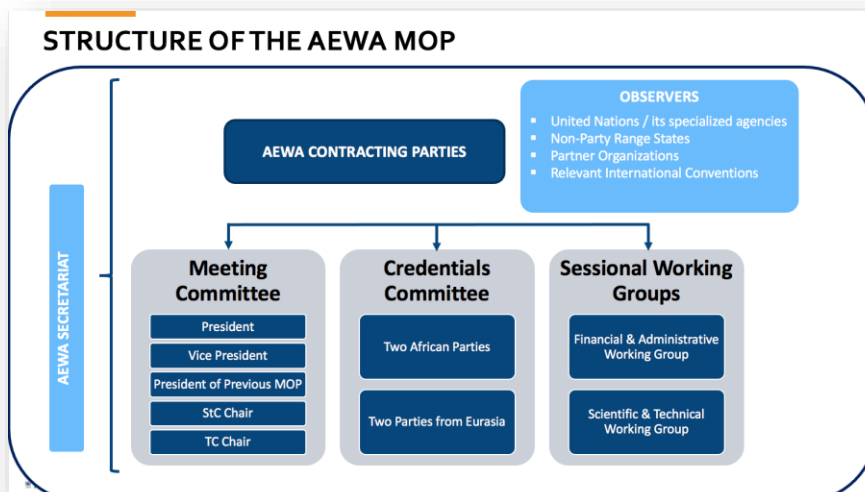 STRUCTURE OF THE AEWA MOP
OBSERVERS
▪ United Nations / its specialized agencies
▪ Non-Party Range States
▪ Partner Organizations
▪ Relevant International Conventions
AEWA CONTRACTING PARTIES
AEWA SECRETARIAT
Meeting
Committee
President
Vice President
President of Previous MOP
StC Chair
TC Chair
Credentials
Committee
Two African Parties
Two Parties from Eurasia
Sessional Working
Groups
Financial & Administrative
Working Group
Scientific & Technical
Working Group